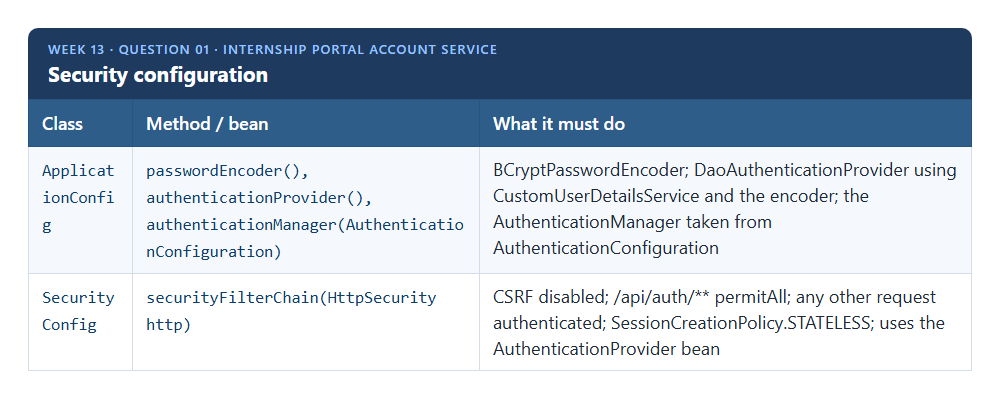 WEEK 13 · QUESTION 01 · INTERNSHIP PORTAL ACCOUNT SERVICE
Security configuration
Class
Method / bean
What it must do
Applicat
ionConfi
g
passwordEncoder(),
authenticationProvider(),
authenticationManager(Authenticatio
nConfiguration)
BCryptPasswordEncoder; DaoAuthenticationProvider using
CustomUserDetailsService and the encoder; the
AuthenticationManager taken from
AuthenticationConfiguration
Security
Config
securityFilterChain(HttpSecurity
http)
CSRF disabled; /api/auth/** permitAll; any other request
authenticated; SessionCreationPolicy.STATELESS; uses the
AuthenticationProvider bean